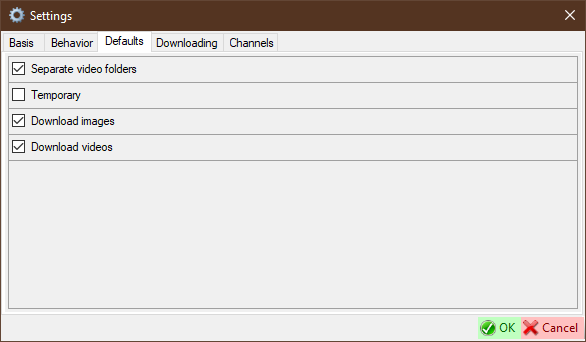 Settings
Basis Behavior Defaults Downloading Channels
Separate video folders
Temporary
Download images
Download videos
OK Cancel